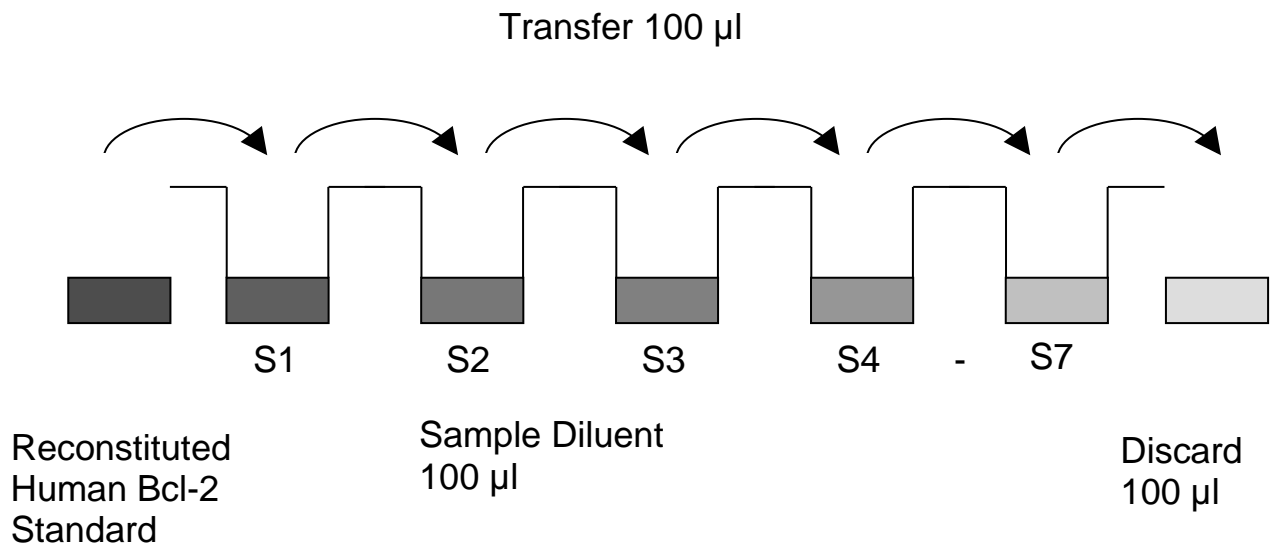 Transfer 100 µl
S1 S2 S3 S4 - S7
Reconstituted
Human Bcl-2
Standard
Sample Diluent
100 µl
Discard
100 µl